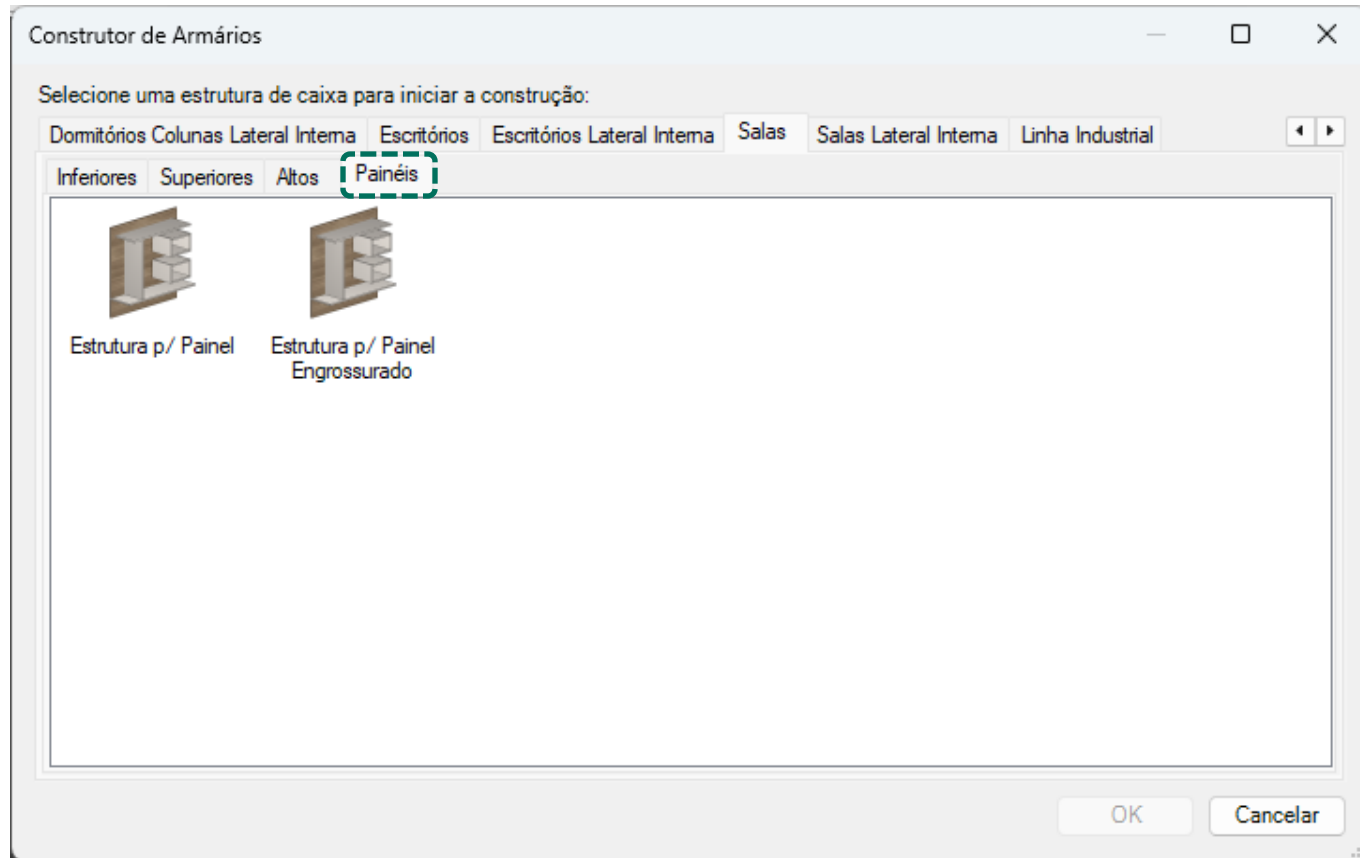 Construtor de Armários
Selecione uma estrutura de caixa para iniciar a construção:
Dormitórios Colunas Lateral Interna Escritórios Escritórios Lateral Interna Salas Salas Lateral Interna Linha Industrial
Inferiores Superiores Altos Painéis
Estrutura p/ Painel Estrutura p/ Painel
Engrossurado
OK Cancelar